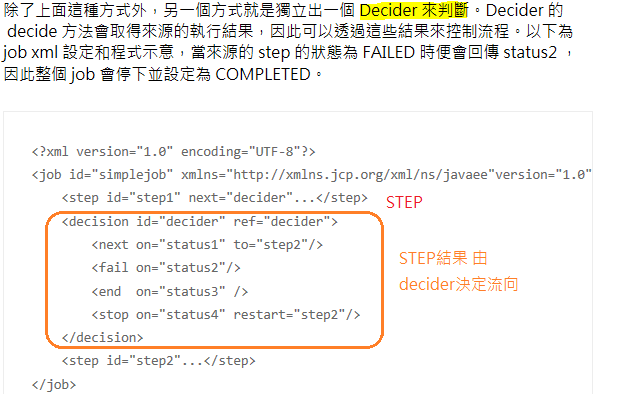 除了上面這種方式外，另一個方式就是獨立出一個 Decider 來判斷。Decider 的
decide 方法會取得來源的執行結果，因此可以透過這些結果來控制流程。以下為
job xml 設定和程式示意，當來源的 step 的狀態為 FAILED 時便會回傳 status2 ，
因此整個 job 會停下並設定為 COMPLETED。
<?xml version="1.0" encoding="UTF-8"?>
<job id="simplejob" xmlns="http://xmlns.jcp.org/xml/ns/javaee"version="1.0"
<step id="step1" next="decider"...</step>
STEP
<decision id="decider" ref="decider">
<next on="status1" to="step2"/>
<fail on="status2"/>
<end  on="status3" />
<stop on="status4" restart="step2"/>
</decision>
STEP結果 由
decider決定流向
<step id="step2"...</step>
</job>